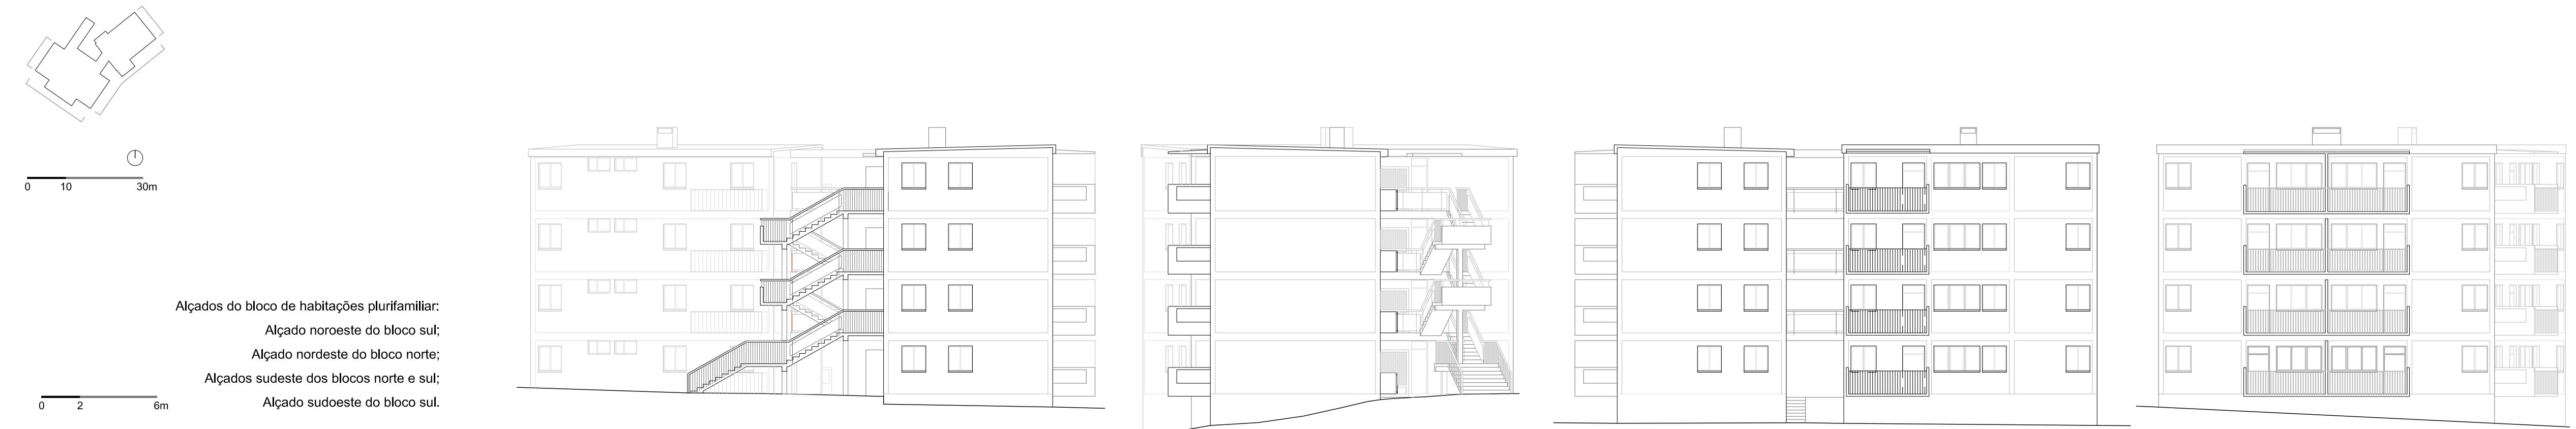 0 10 30m
Alçados do bloco de habitações plurifamiliar:
Alçado noroeste do bloco sul;
Alçado nordeste do bloco norte;
Alçados sudeste dos blocos norte e sul;
Alçado sudoeste do bloco sul.
0 2 6m